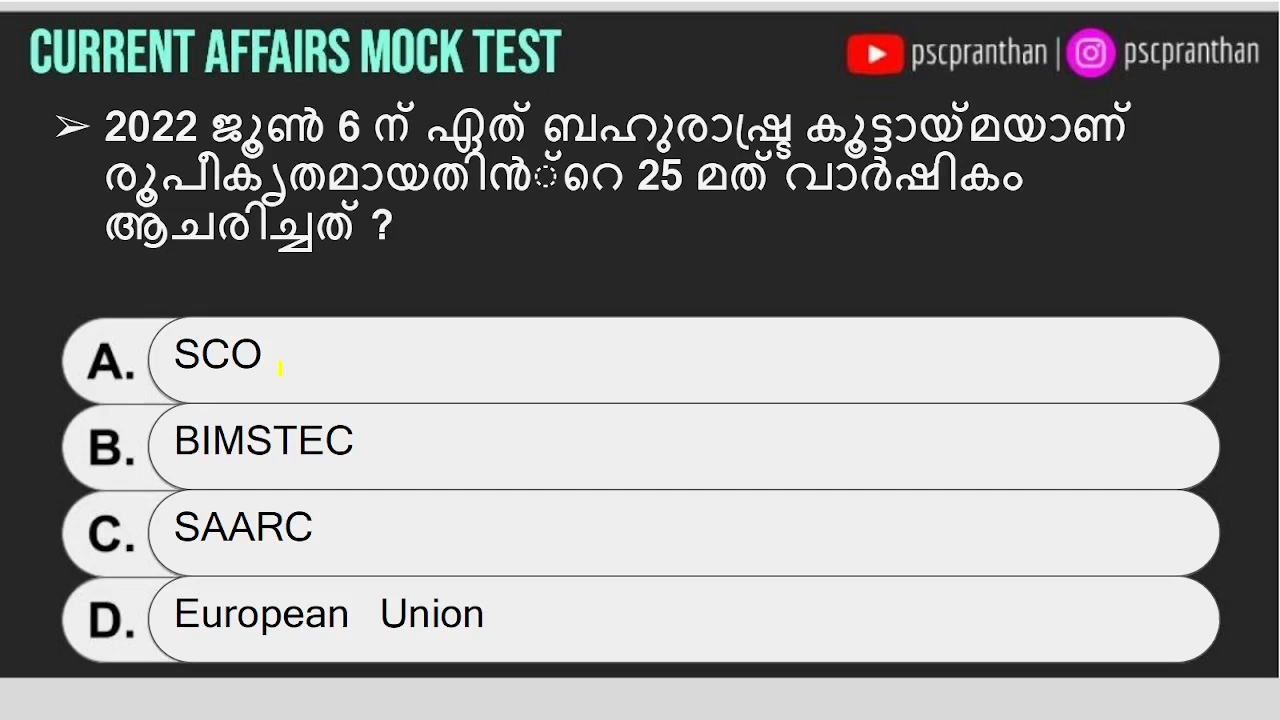 CURRENT AFFAIRS MOCK TEST
pscpranthan | pscpranthan
➢ 2022 ജൂൺ 6 ന് ഏത് ബഹുരാഷ്ട്ര കൂട്ടായ്മയാണ്
രൂപീകൃതമായതിൻ്റെ 25 മത് വാർഷികം
ആചരിച്ചത് ?
A. SCO
B. BIMSTEC
C. SAARC
D. European Union